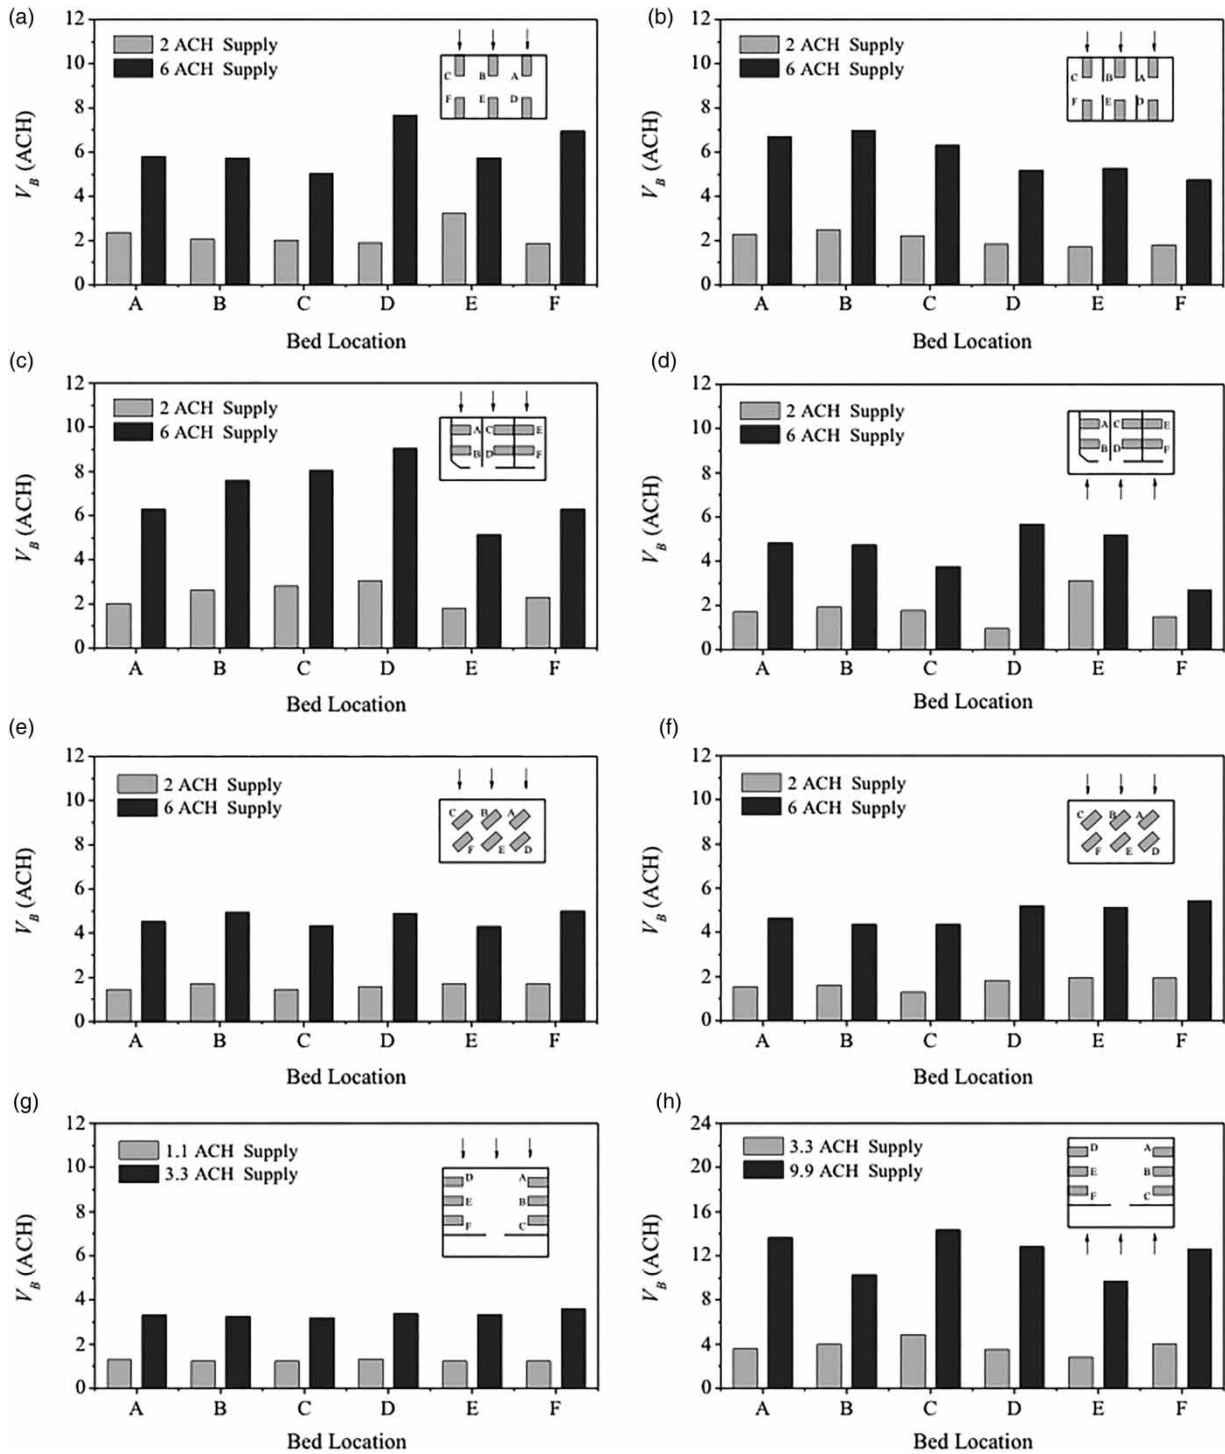 (a)
12
10
8
6
4
2
0
V_B (ACH)
2 ACH Supply
6 ACH Supply
C B A
F E D
A B C D E F
Bed Location
(b)
12
10
8
6
4
2
0
V_B (ACH)
2 ACH Supply
6 ACH Supply
C B A
F E D
A B C D E F
Bed Location
(c)
12
10
8
6
4
2
0
V_B (ACH)
2 ACH Supply
6 ACH Supply
A C E
B D F
A B C D E F
Bed Location
(d)
12
10
8
6
4
2
0
V_B (ACH)
2 ACH Supply
6 ACH Supply
A C E
B D F
A B C D E F
Bed Location
(e)
12
10
8
6
4
2
0
V_B (ACH)
2 ACH Supply
6 ACH Supply
C B A
F E D
A B C D E F
Bed Location
(f)
12
10
8
6
4
2
0
V_B (ACH)
2 ACH Supply
6 ACH Supply
C B A
F E D
A B C D E F
Bed Location
(g)
12
10
8
6
4
2
0
V_B (ACH)
1.1 ACH Supply
3.3 ACH Supply
D A
E B
F C
A B C D E F
Bed Location
(h)
24
22
16
12
8
4
0
V_B (ACH)
3.3 ACH Supply
9.9 ACH Supply
D A
E B
F C
A B C D E F
Bed Location